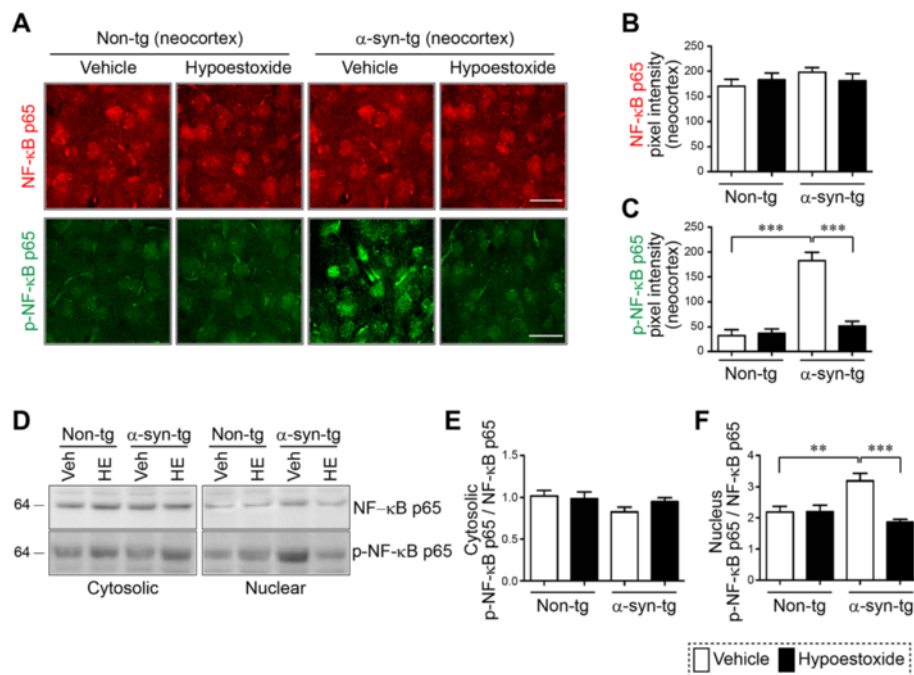 A
Non-tg (neocortex)
α-syn-tg (neocortex)
Vehicle
Hypoestoxide
Vehicle
Hypoestoxide
NF-κB p65
p-NF-κB p65
B
NF-κB p65
pixel intensity
(neocortex)
250
200
150
100
50
0
Non-tg
α-syn-tg
C
p-NF-κB p65
pixel intensity
(neocortex)
250
200
150
100
50
0
***
***
Non-tg
α-syn-tg
D
Non-tg
α-syn-tg
Non-tg
α-syn-tg
Veh
HE
Veh
HE
Veh
HE
Veh
HE
64
NF-κB p65
64
p-NF-κB p65
Cytosolic
Nuclear
E
Cytosolic
p-NF-κB p65 / NF-κB p65
1.5
1.0
0.5
0.0
Non-tg
α-syn-tg
F
Nucleus
p-NF-κB p65 / NF-κB p65
4
3
2
1
0
**
***
Non-tg
α-syn-tg
Vehicle
Hypoestoxide